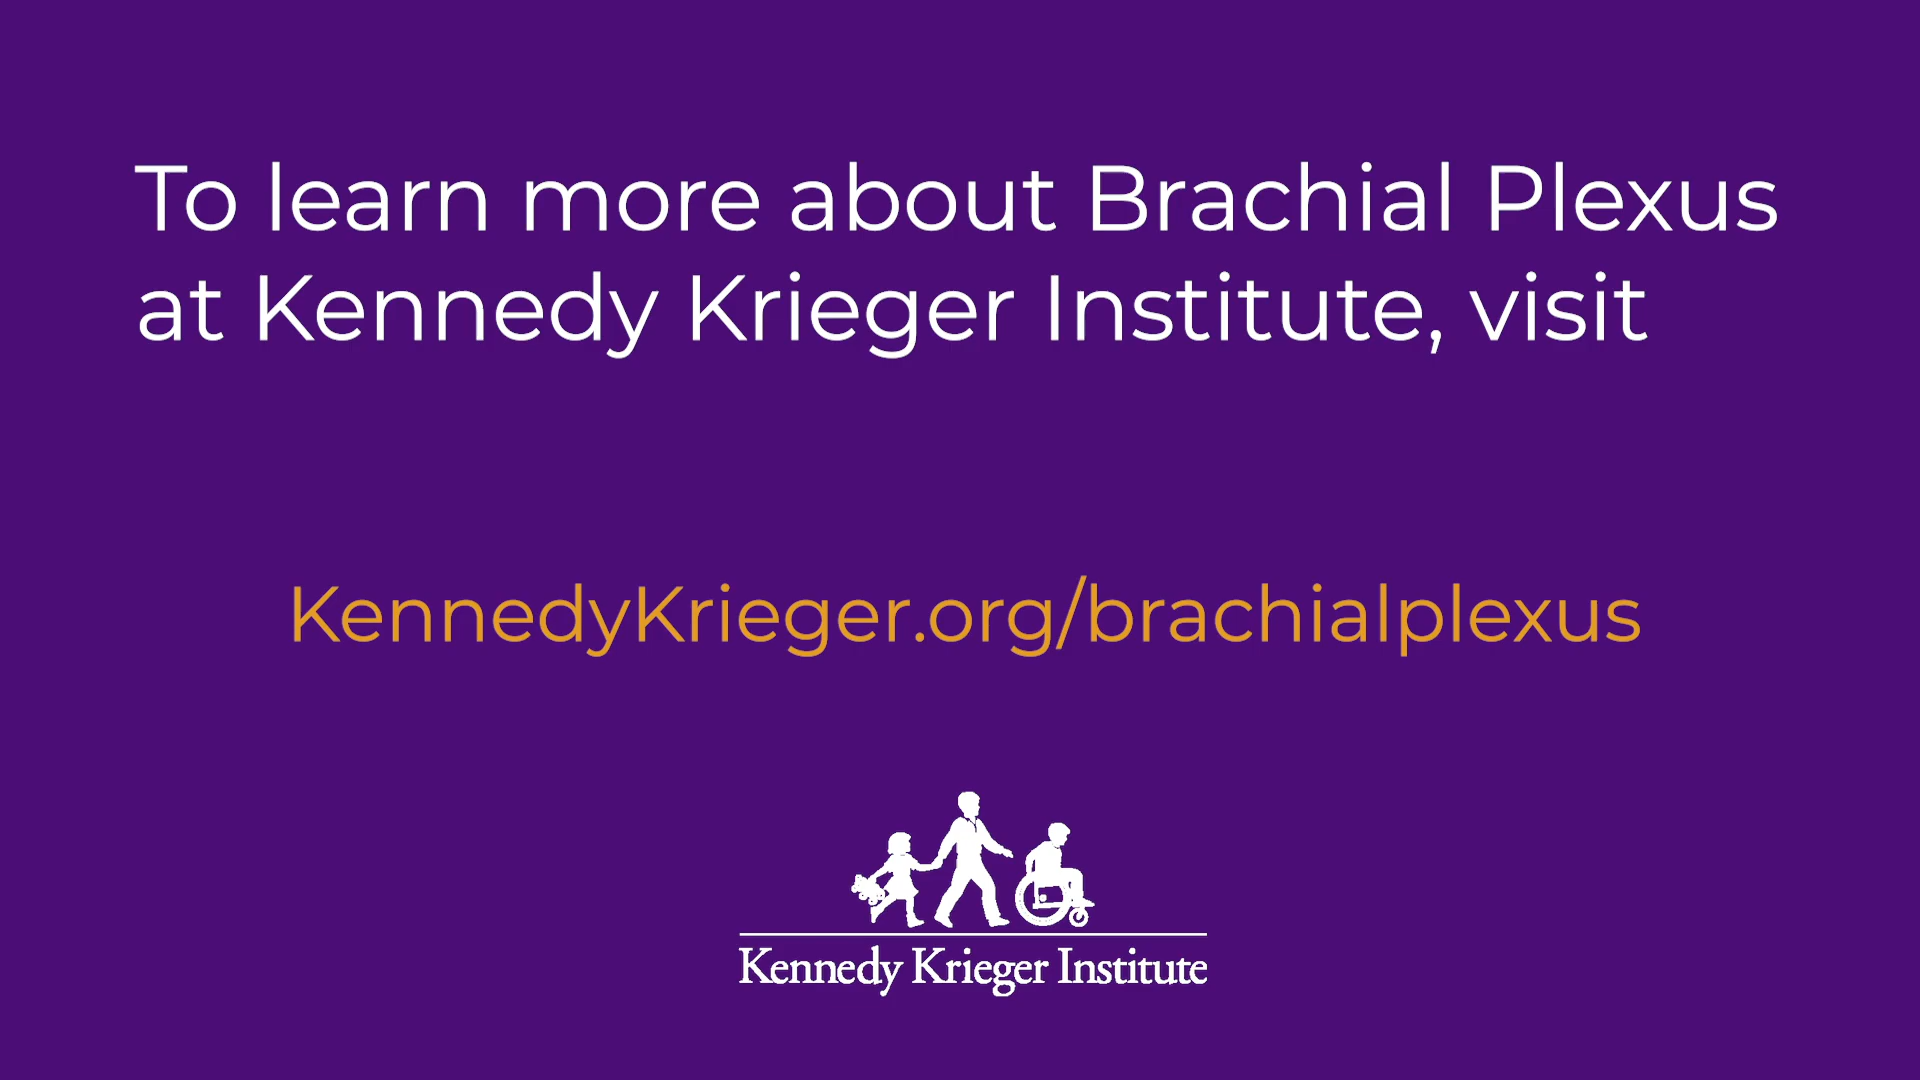 To learn more about Brachial Plexus
at Kennedy Krieger Institute, visit
KennedyKrieger.org/brachialplexus
Kennedy Krieger Institute